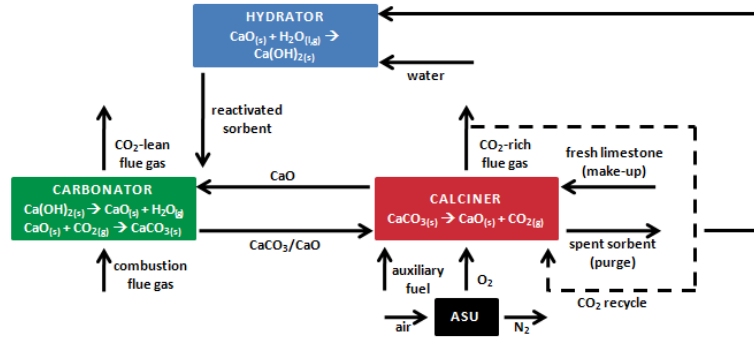 HYDRATOR
CaO(s) + H2O(l,g) →
Ca(OH)2(s)
water
reactivated
sorbent
CO2-lean
flue gas
CO2-rich
flue gas
fresh limestone
(make-up)
CARBONATOR
Ca(OH)2(s) → CaO(s) + H2O(g)
CaO(s) + CO2(g) → CaCO3(s)
CaO
CALCINER
CaCO3(s) → CaO(s) + CO2(g)
spent sorbent
(purge)
CaCO3/CaO
combustion
flue gas
auxiliary
fuel
O2
CO2 recycle
air
ASU
N2